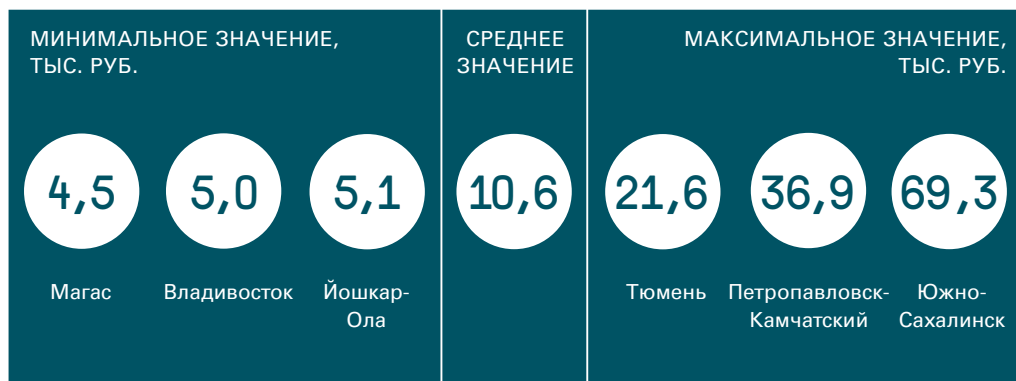 МИНИМАЛЬНОЕ ЗНАЧЕНИЕ,
ТЫС. РУБ.
4,5
5,0
5,1
Магас
Владивосток
Йошкар-
Ола
СРЕДНЕЕ
ЗНАЧЕНИЕ
10,6
МАКСИМАЛЬНОЕ ЗНАЧЕНИЕ,
ТЫС. РУБ.
21,6
36,9
69,3
Тюмень
Петропавловск-
Камчатский
Южно-
Сахалинск